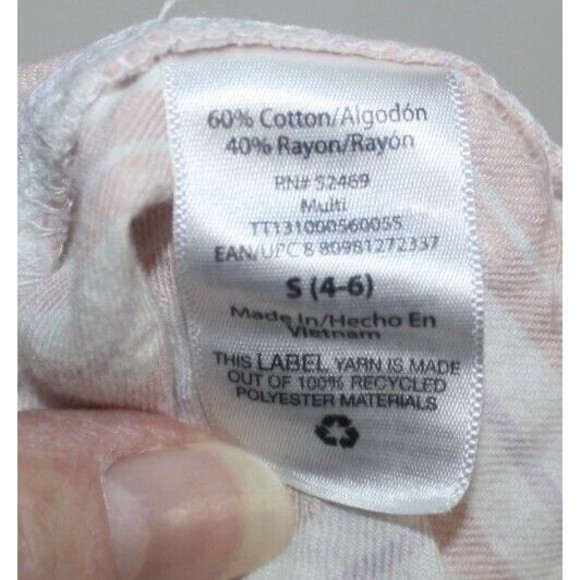 60% Cotton/Algodón
40% Rayon/Rayón
RN# 52469
Multi
TT131000560055
EAN/UPC 8 80981272337
S (4-6)
Made In/Hecho En
Vietnam
THIS LABEL YARN IS MADE
OUT OF 100% RECYCLED
POLYESTER MATERIALS